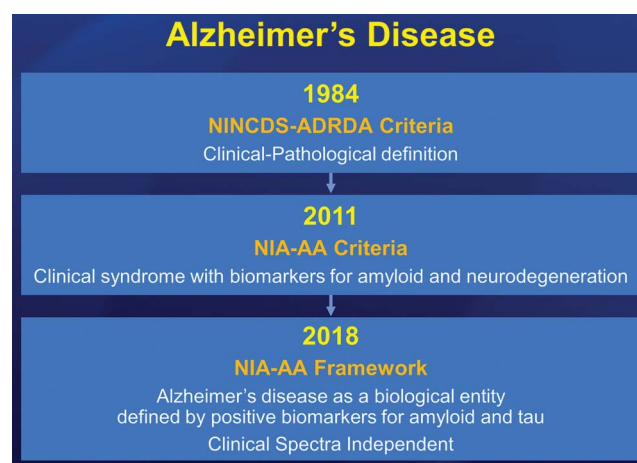 Alzheimer's Disease
1984
NINCDS-ADRDA Criteria
Clinical-Pathological definition
2011
NIA-AA Criteria
Clinical syndrome with biomarkers for amyloid and neurodegeneration
2018
NIA-AA Framework
Alzheimer's disease as a biological entity
defined by positive biomarkers for amyloid and tau
Clinical Spectra Independent